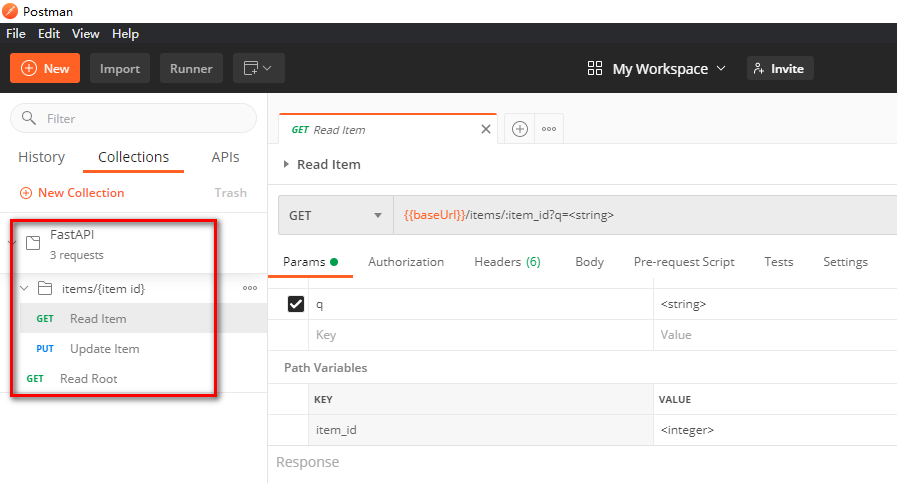 Postman
File Edit View Help
New Import Runner My Workspace Invite
Filter
History Collections APIs
New Collection Trash
FastAPI
3 requests
items/{item id}
GET Read Item
PUT Update Item
GET Read Root
GET Read Item
Read Item
GET {{baseUrl}}/items/:item_id?q=<string>
Params Authorization Headers (6) Body Pre-request Script Tests Settings
q <string>
Key Value
Path Variables
KEY VALUE
item_id <integer>
Response